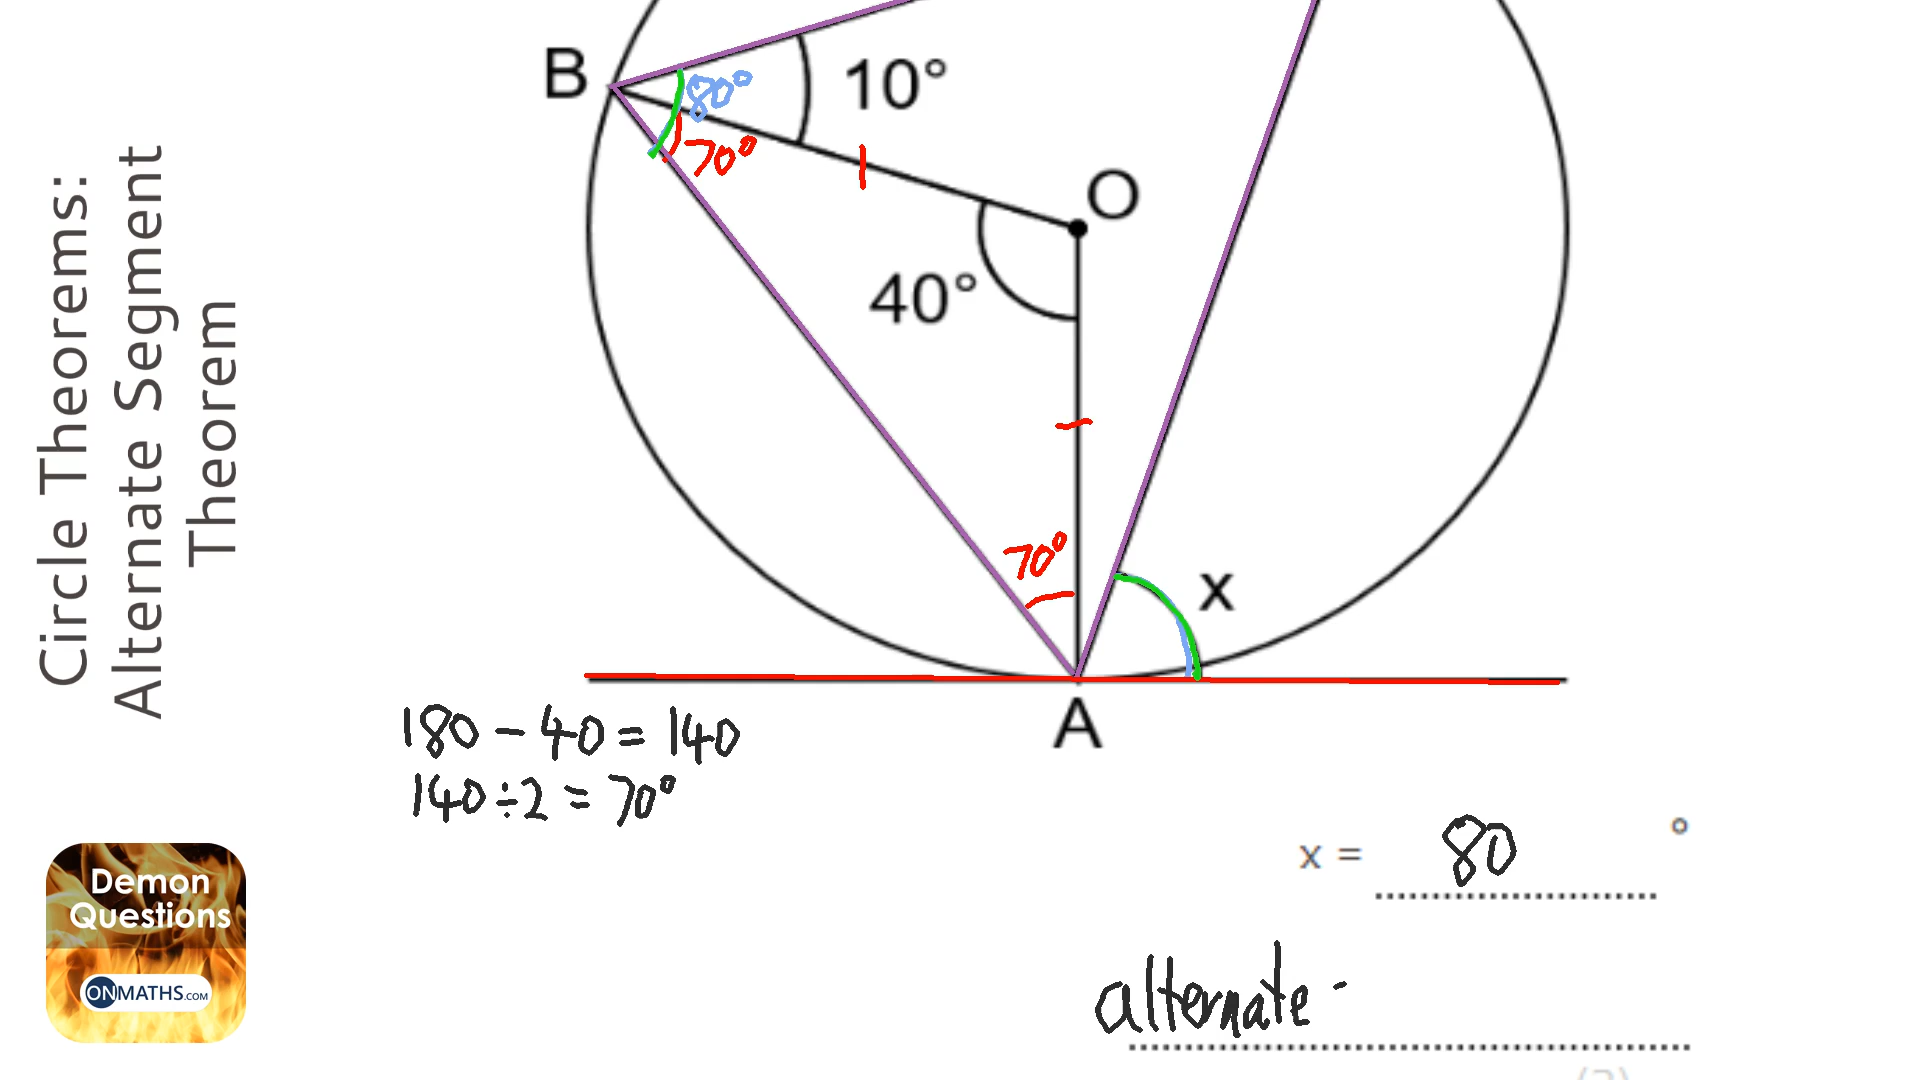 Circle Theorems:
Alternate Segment
Theorem
B
80°
10°
70°
O
40°
70°
x
A
180 - 40 = 140
140 ÷ 2 = 70°
x = 80 °
alternate -
Demon
Questions
ONMATHS.COM